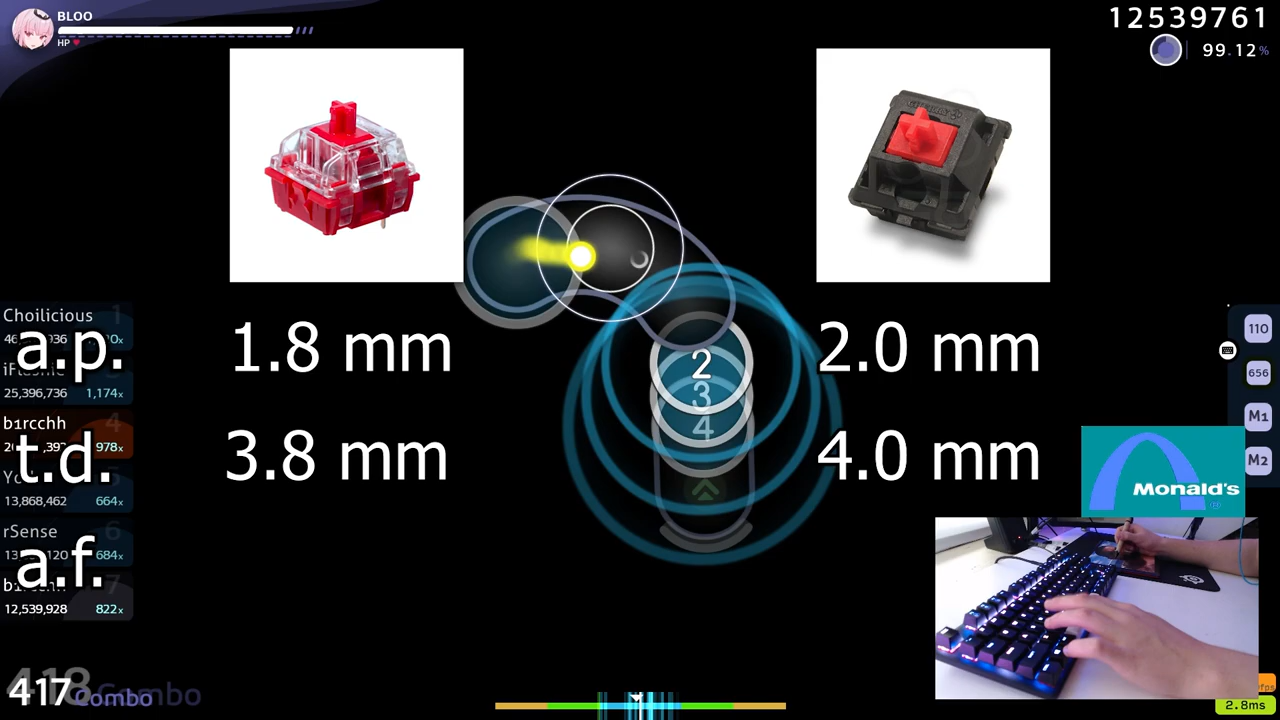 BLOO
HP
12539761
99.12%
Choilicious
a.p.
1.8 mm
2.0 mm
25,396,736 1,174x
b1rcchh
978x
t.d.
3.8 mm
4.0 mm
13,868,462 664x
rSense
684x
a.f.
12,539,928 822x
417 Combo
2
3
4
110
656
M1
M2
Monald's
2.8ms